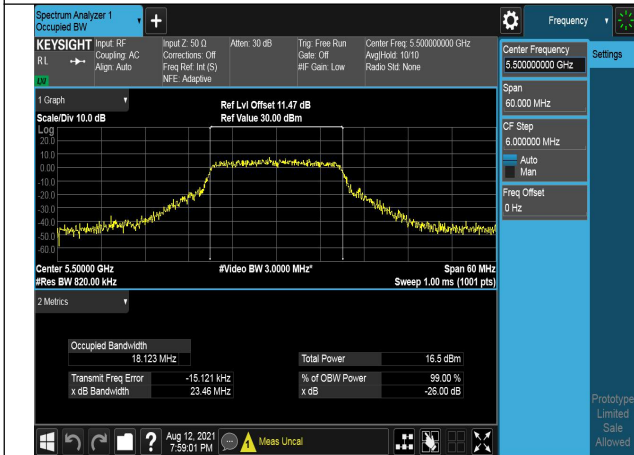 Spectrum Analyzer 1
Occupied BW
+
Frequency
KEYSIGHT
RL
LXI
Input: RF
Coupling: AC
Align: Auto
Input Z: 50 Ω
Corrections: Off
Freq Ref: Int (S)
NFE: Adaptive
Atten: 30 dB
Trig: Free Run
Gate: Off
#IF Gain: Low
Center Freq: 5.500000000 GHz
Avg|Hold: 10/10
Radio Std: None
Center Frequency
5.500000000 GHz
Settings
Span
60.000 MHz
CF Step
6.000000 MHz
Auto
Man
Freq Offset
0 Hz
1 Graph
Scale/Div 10.0 dB
Ref Lvl Offset 11.47 dB
Ref Value 30.00 dBm
Log
20.0
10.0
0.00
-10.0
-20.0
-30.0
-40.0
-50.0
-60.0
Center 5.50000 GHz
#Video BW 3.0000 MHz*
Span 60 MHz
#Res BW 820.00 kHz
Sweep 1.00 ms (1001 pts)
2 Metrics
Occupied Bandwidth
18.123 MHz
Total Power 16.5 dBm
Transmit Freq Error -15.121 kHz
% of OBW Power 99.00 %
x dB Bandwidth 23.46 MHz
x dB -26.00 dB
Prototype
Limited
Sale
Allowed
?
Aug 12, 2021
7:59:01 PM
Meas Uncal